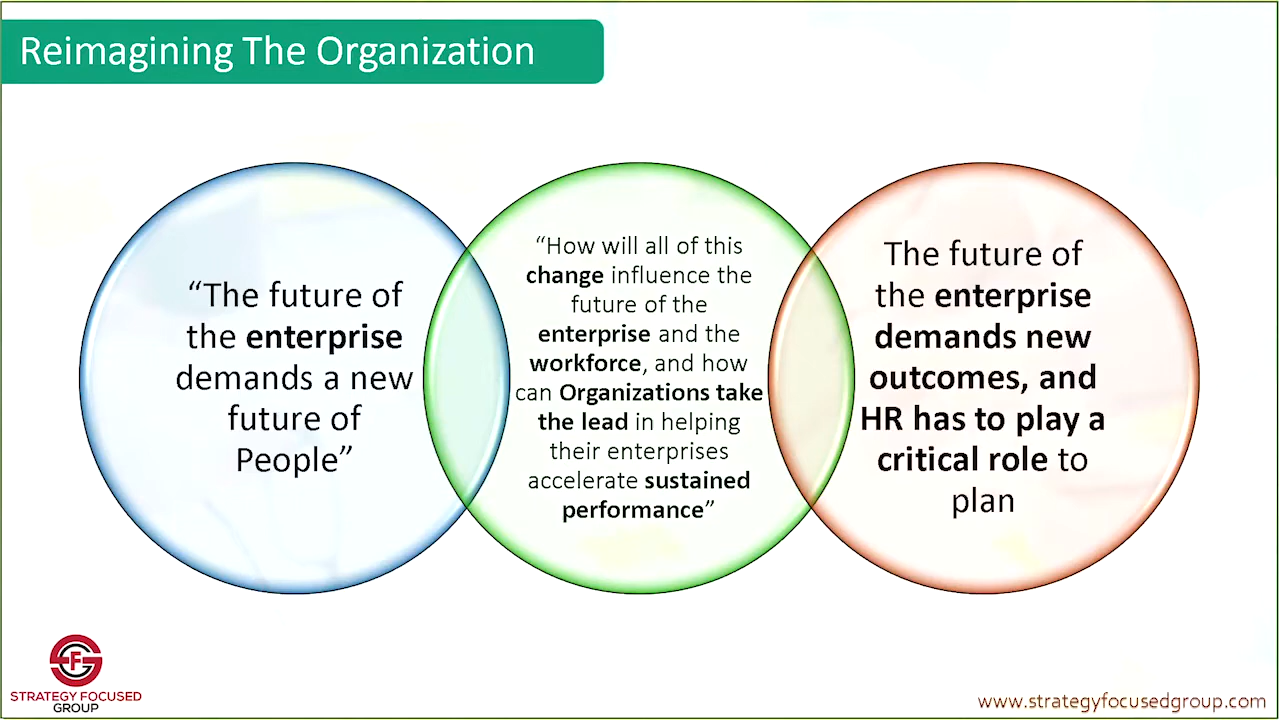 Reimagining The Organization
“The future of
the enterprise
demands a new
future of
People”
“How will all of this
change influence the
future of the
enterprise and the
workforce, and how
can Organizations take
the lead in helping
their enterprises
accelerate sustained
performance”
The future of
the enterprise
demands new
outcomes, and
HR has to play a
critical role to
plan
SFG
STRATEGY FOCUSED
GROUP
www.strategyfocusedgroup.com